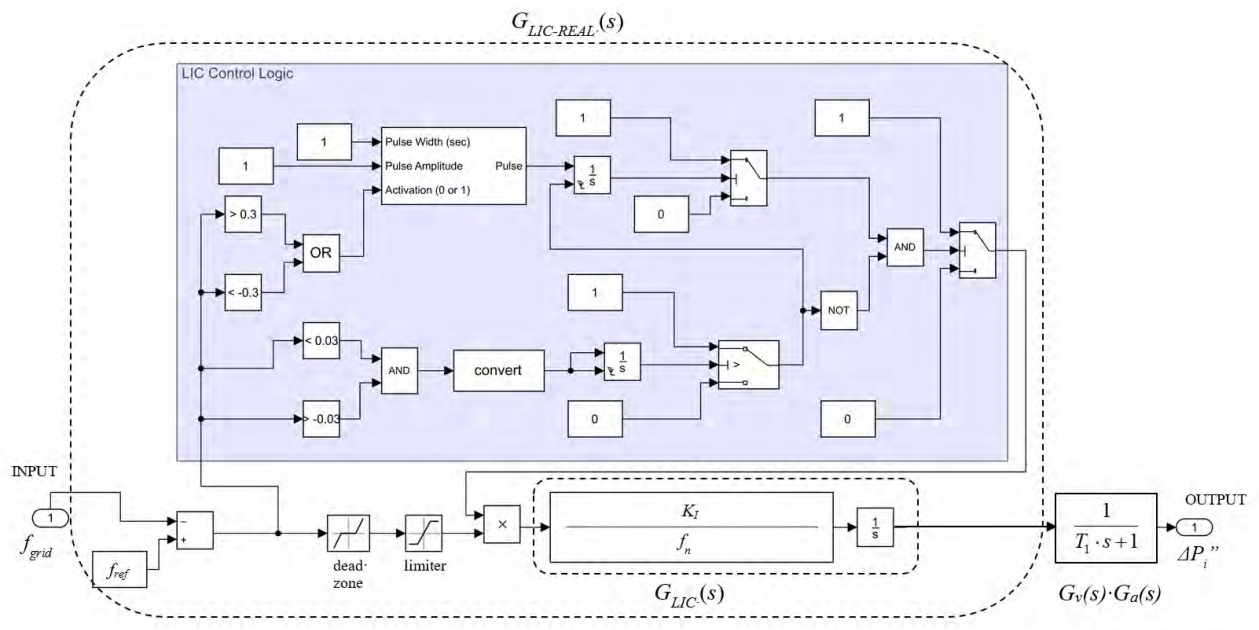 G_LIC-REAL·(s)
LIC Control Logic
1
1
1
1
Pulse Width (sec)
Pulse Amplitude
Pulse
Activation (0 or 1)
1
s
0
> 0.3
OR
< -0.3
AND
1
NOT
< 0.03
AND
convert
1
s
>
> -0.03
0
0
INPUT
1
f_grid
−
+
f_ref
dead·
zone
limiter
×
K_I
f_n
1
s
G_LIC·(s)
1
T_1 · s+1
G_v(s)·G_a(s)
OUTPUT
1
ΔP_i”